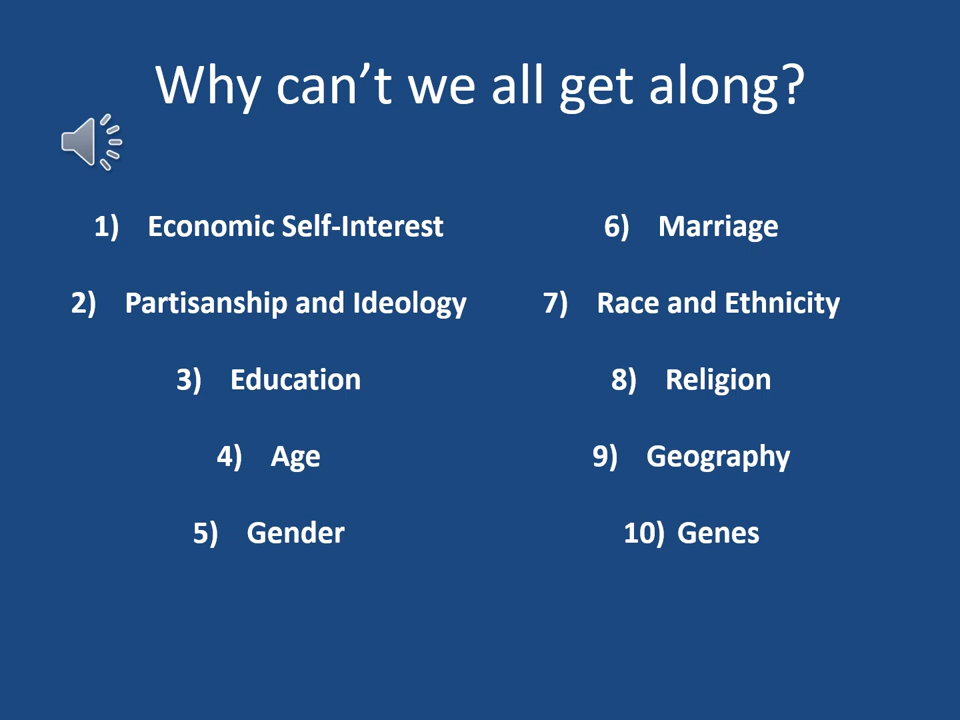 Why can’t we all get along?
1) Economic Self-Interest
2) Partisanship and Ideology
3) Education
4) Age
5) Gender
6) Marriage
7) Race and Ethnicity
8) Religion
9) Geography
10) Genes